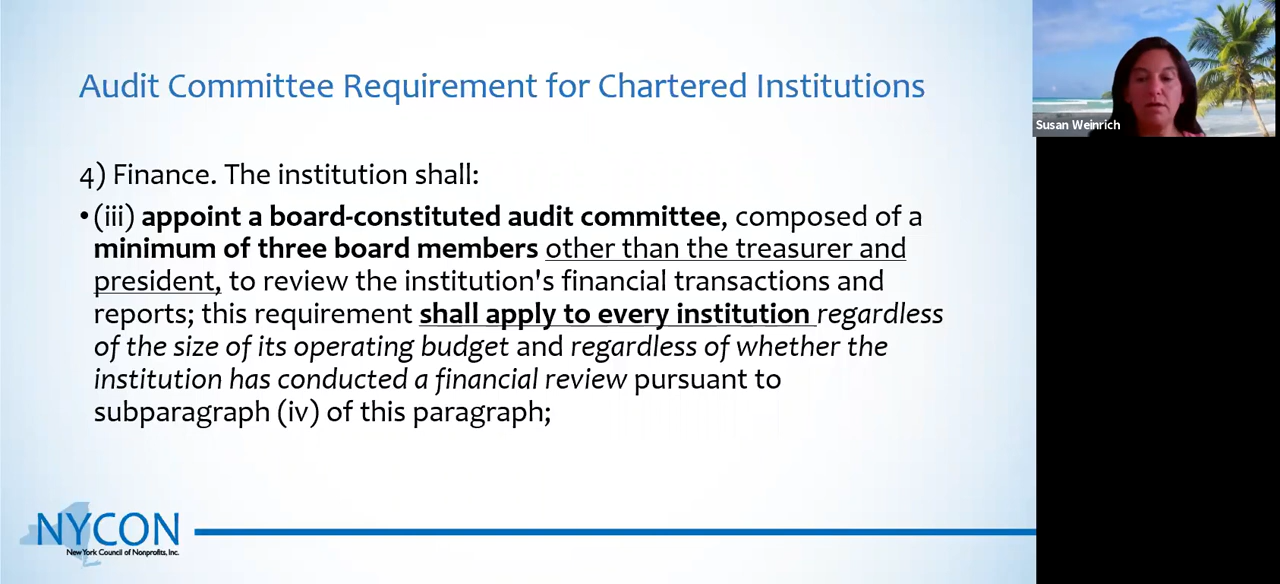 Audit Committee Requirement for Chartered Institutions
Susan Weinrich
4) Finance. The institution shall:
•(iii) appoint a board-constituted audit committee, composed of a
minimum of three board members other than the treasurer and
president, to review the institution's financial transactions and
reports; this requirement shall apply to every institution regardless
of the size of its operating budget and regardless of whether the
institution has conducted a financial review pursuant to
subparagraph (iv) of this paragraph;
NYCON
New York Council of Nonprofits, Inc.